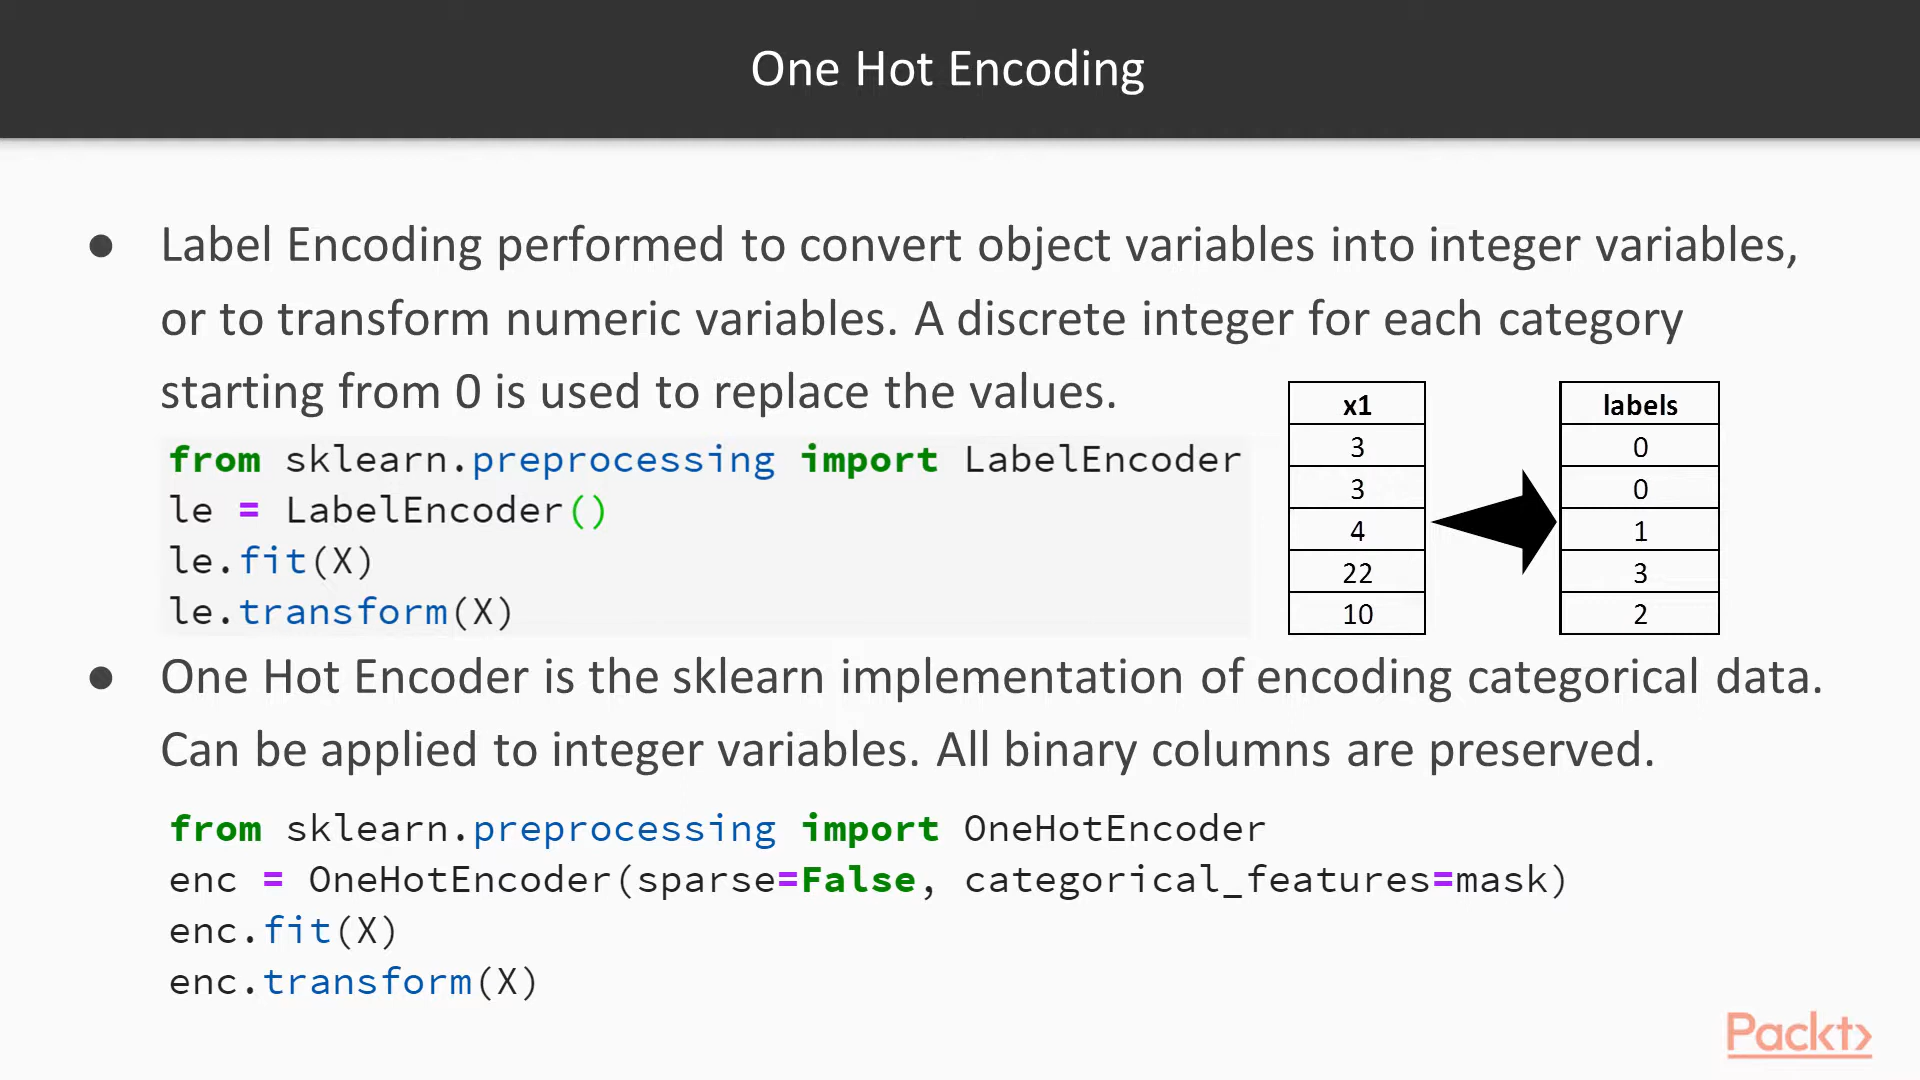 One Hot Encoding
● Label Encoding performed to convert object variables into integer variables,
or to transform numeric variables. A discrete integer for each category
starting from 0 is used to replace the values.
from sklearn.preprocessing import LabelEncoder
le = LabelEncoder()
le.fit(X)
le.transform(X)
x1 labels
3 0
3 0
4 1
22 3
10 2
● One Hot Encoder is the sklearn implementation of encoding categorical data.
Can be applied to integer variables. All binary columns are preserved.
from sklearn.preprocessing import OneHotEncoder
enc = OneHotEncoder(sparse=False, categorical_features=mask)
enc.fit(X)
enc.transform(X)
Packt>